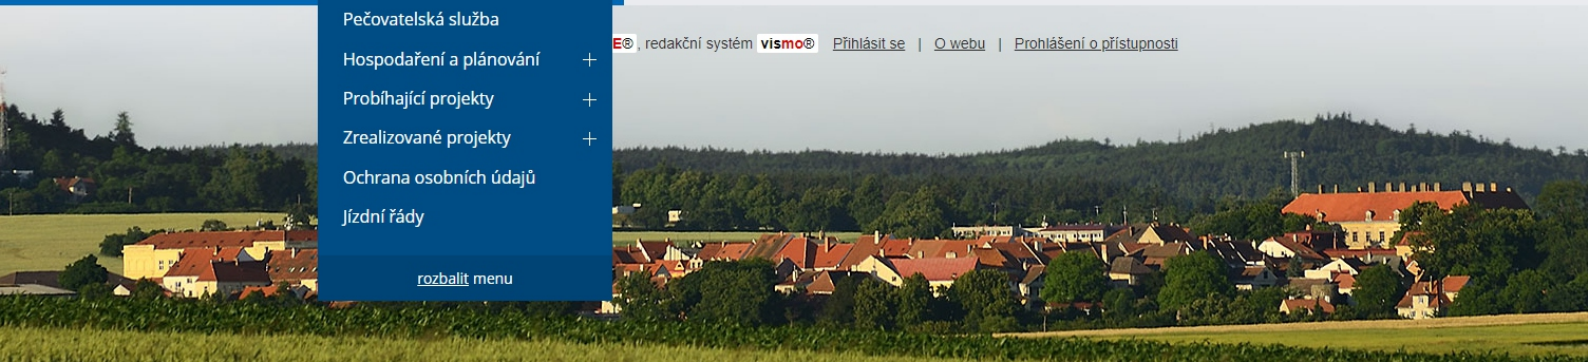 Pečovatelská služba
E®, redakční systém vismo® Přihlásit se | O webu | Prohlášení o přístupnosti
Hospodaření a plánování +
Probíhající projekty +
Zrealizované projekty +
Ochrana osobních údajů
Jízdní řády
rozbalit menu